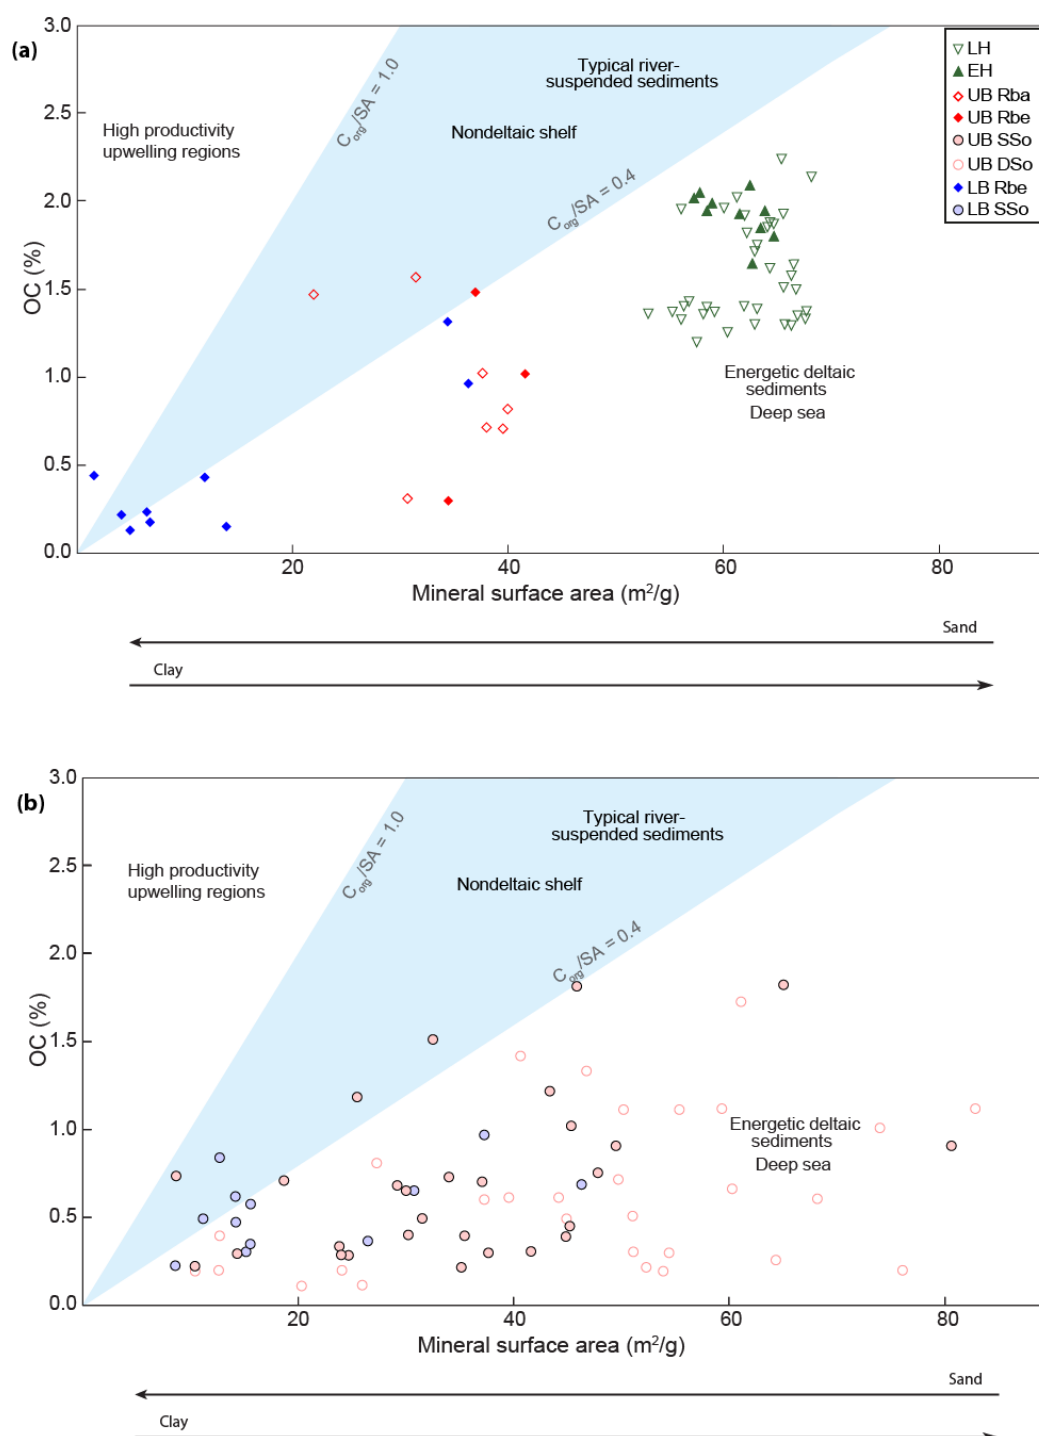 (a)
3.0
2.5
2.0
1.5
1.0
0.5
0.0
OC (%)
High productivity
upwelling regions
Corg/SA = 1.0
Typical river-
suspended sediments
Nondeltaic shelf
Corg/SA = 0.4
Energetic deltaic
sediments
Deep sea
LH
EH
UB Rba
UB Rbe
UB SSo
UB DSo
LB Rbe
LB SSo
20 40 60 80
Mineral surface area (m²/g)
Sand
Clay
(b)
3.0
2.5
2.0
1.5
1.0
0.5
0.0
OC (%)
High productivity
upwelling regions
Corg/SA = 1.0
Typical river-
suspended sediments
Nondeltaic shelf
Corg/SA = 0.4
Energetic deltaic
sediments
Deep sea
20 40 60 80
Mineral surface area (m²/g)
Sand
Clay